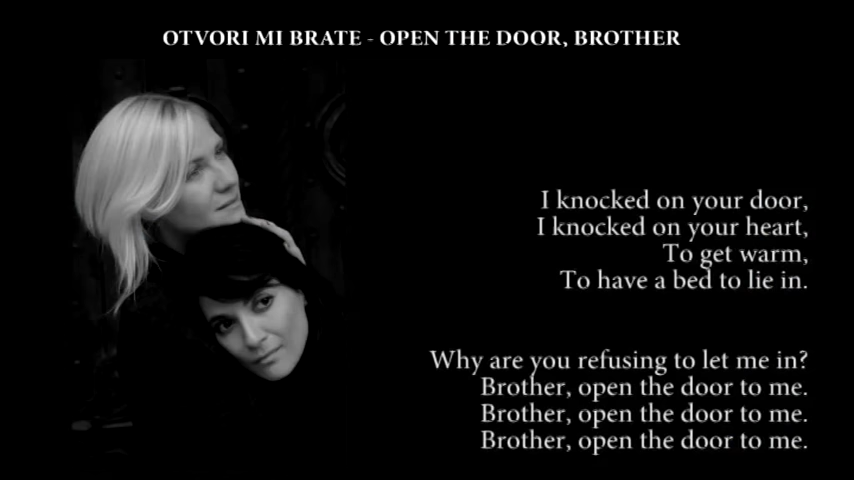 OTVORI MI BRATE - OPEN THE DOOR, BROTHER
I knocked on your door,
I knocked on your heart,
To get warm,
To have a bed to lie in.
Why are you refusing to let me in?
Brother, open the door to me.
Brother, open the door to me.
Brother, open the door to me.